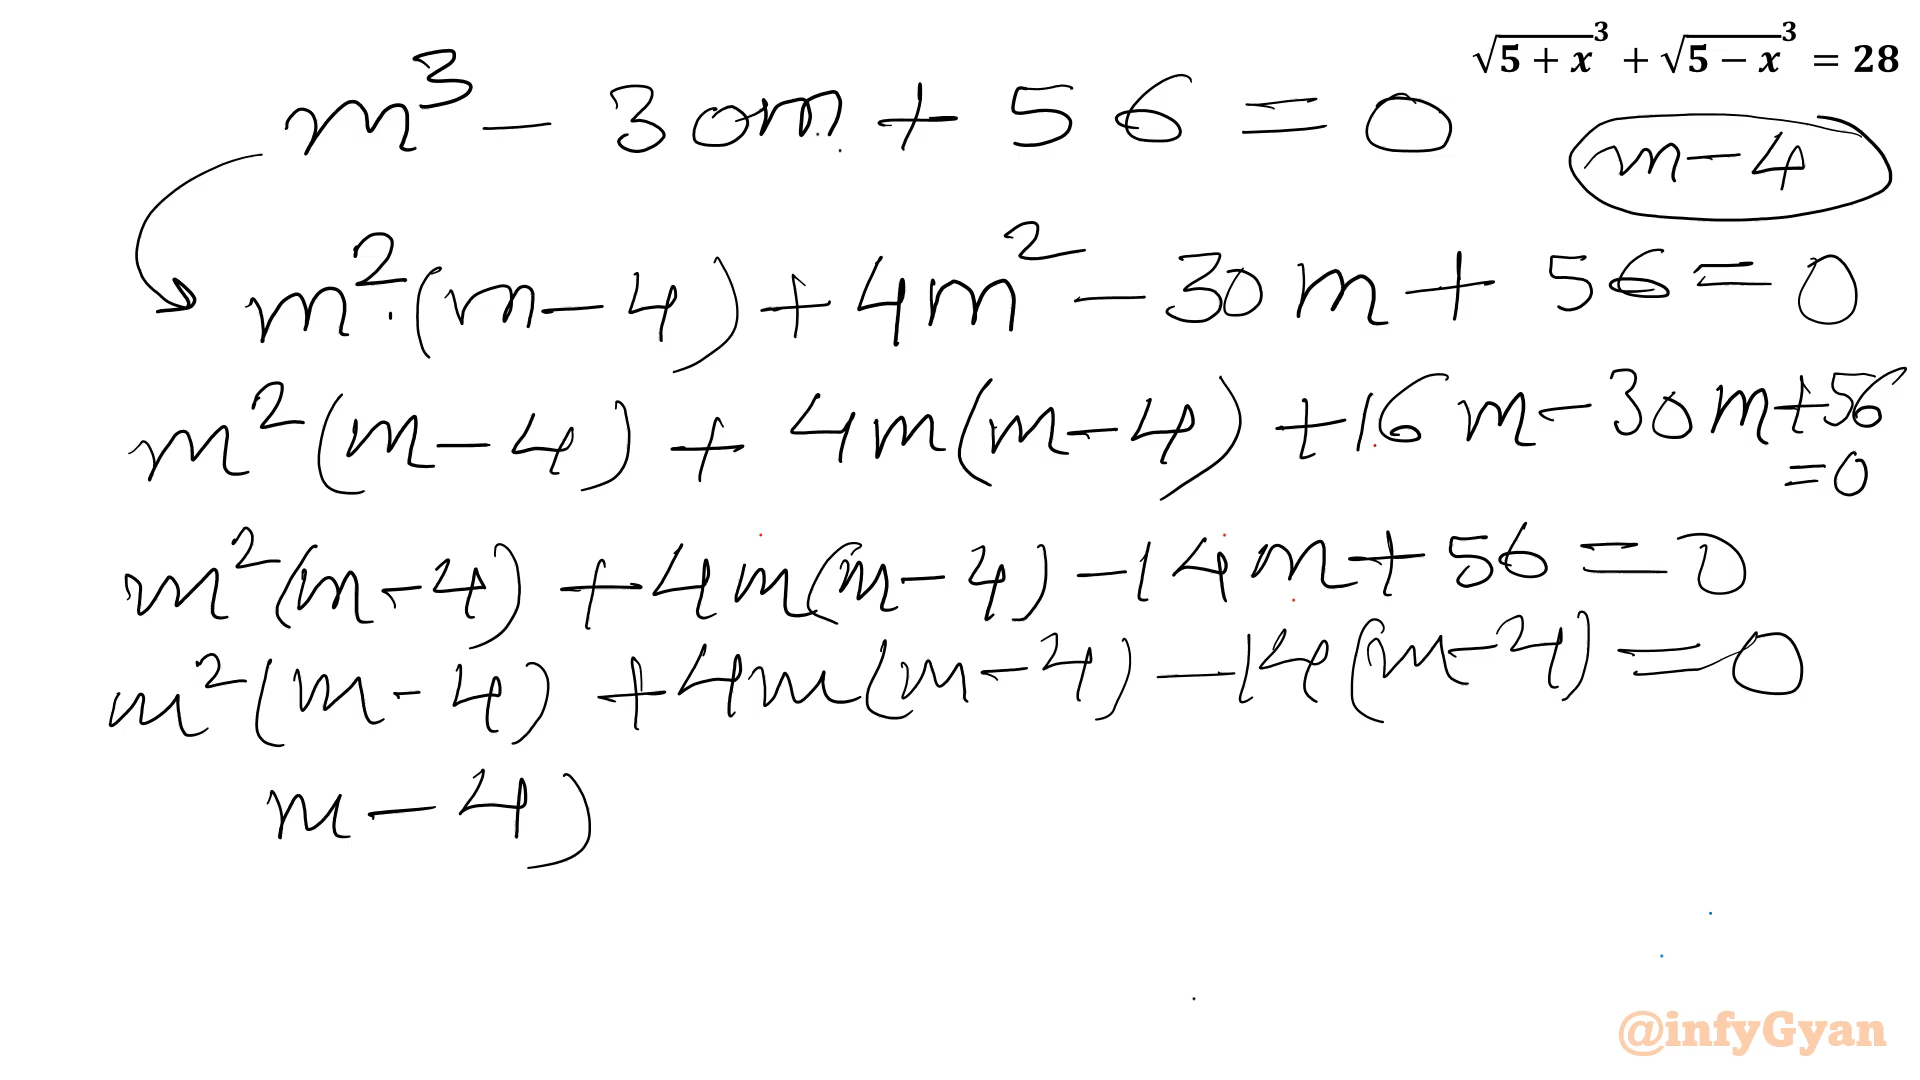 √5 + x³ + √5 − x³ = 28
m³ − 30m + 56 = 0
m − 4
m²·(m − 4) + 4m² − 30m + 56 = 0
m²(m − 4) + 4m(m − 4) + 16m − 30m + 56
= 0
m²(m − 4) + 4m(m − 4) − 14m + 56 = 0
m²(m − 4) + 4m(m − 4) − 14(m − 4) = 0
m − 4)
@infyGyan